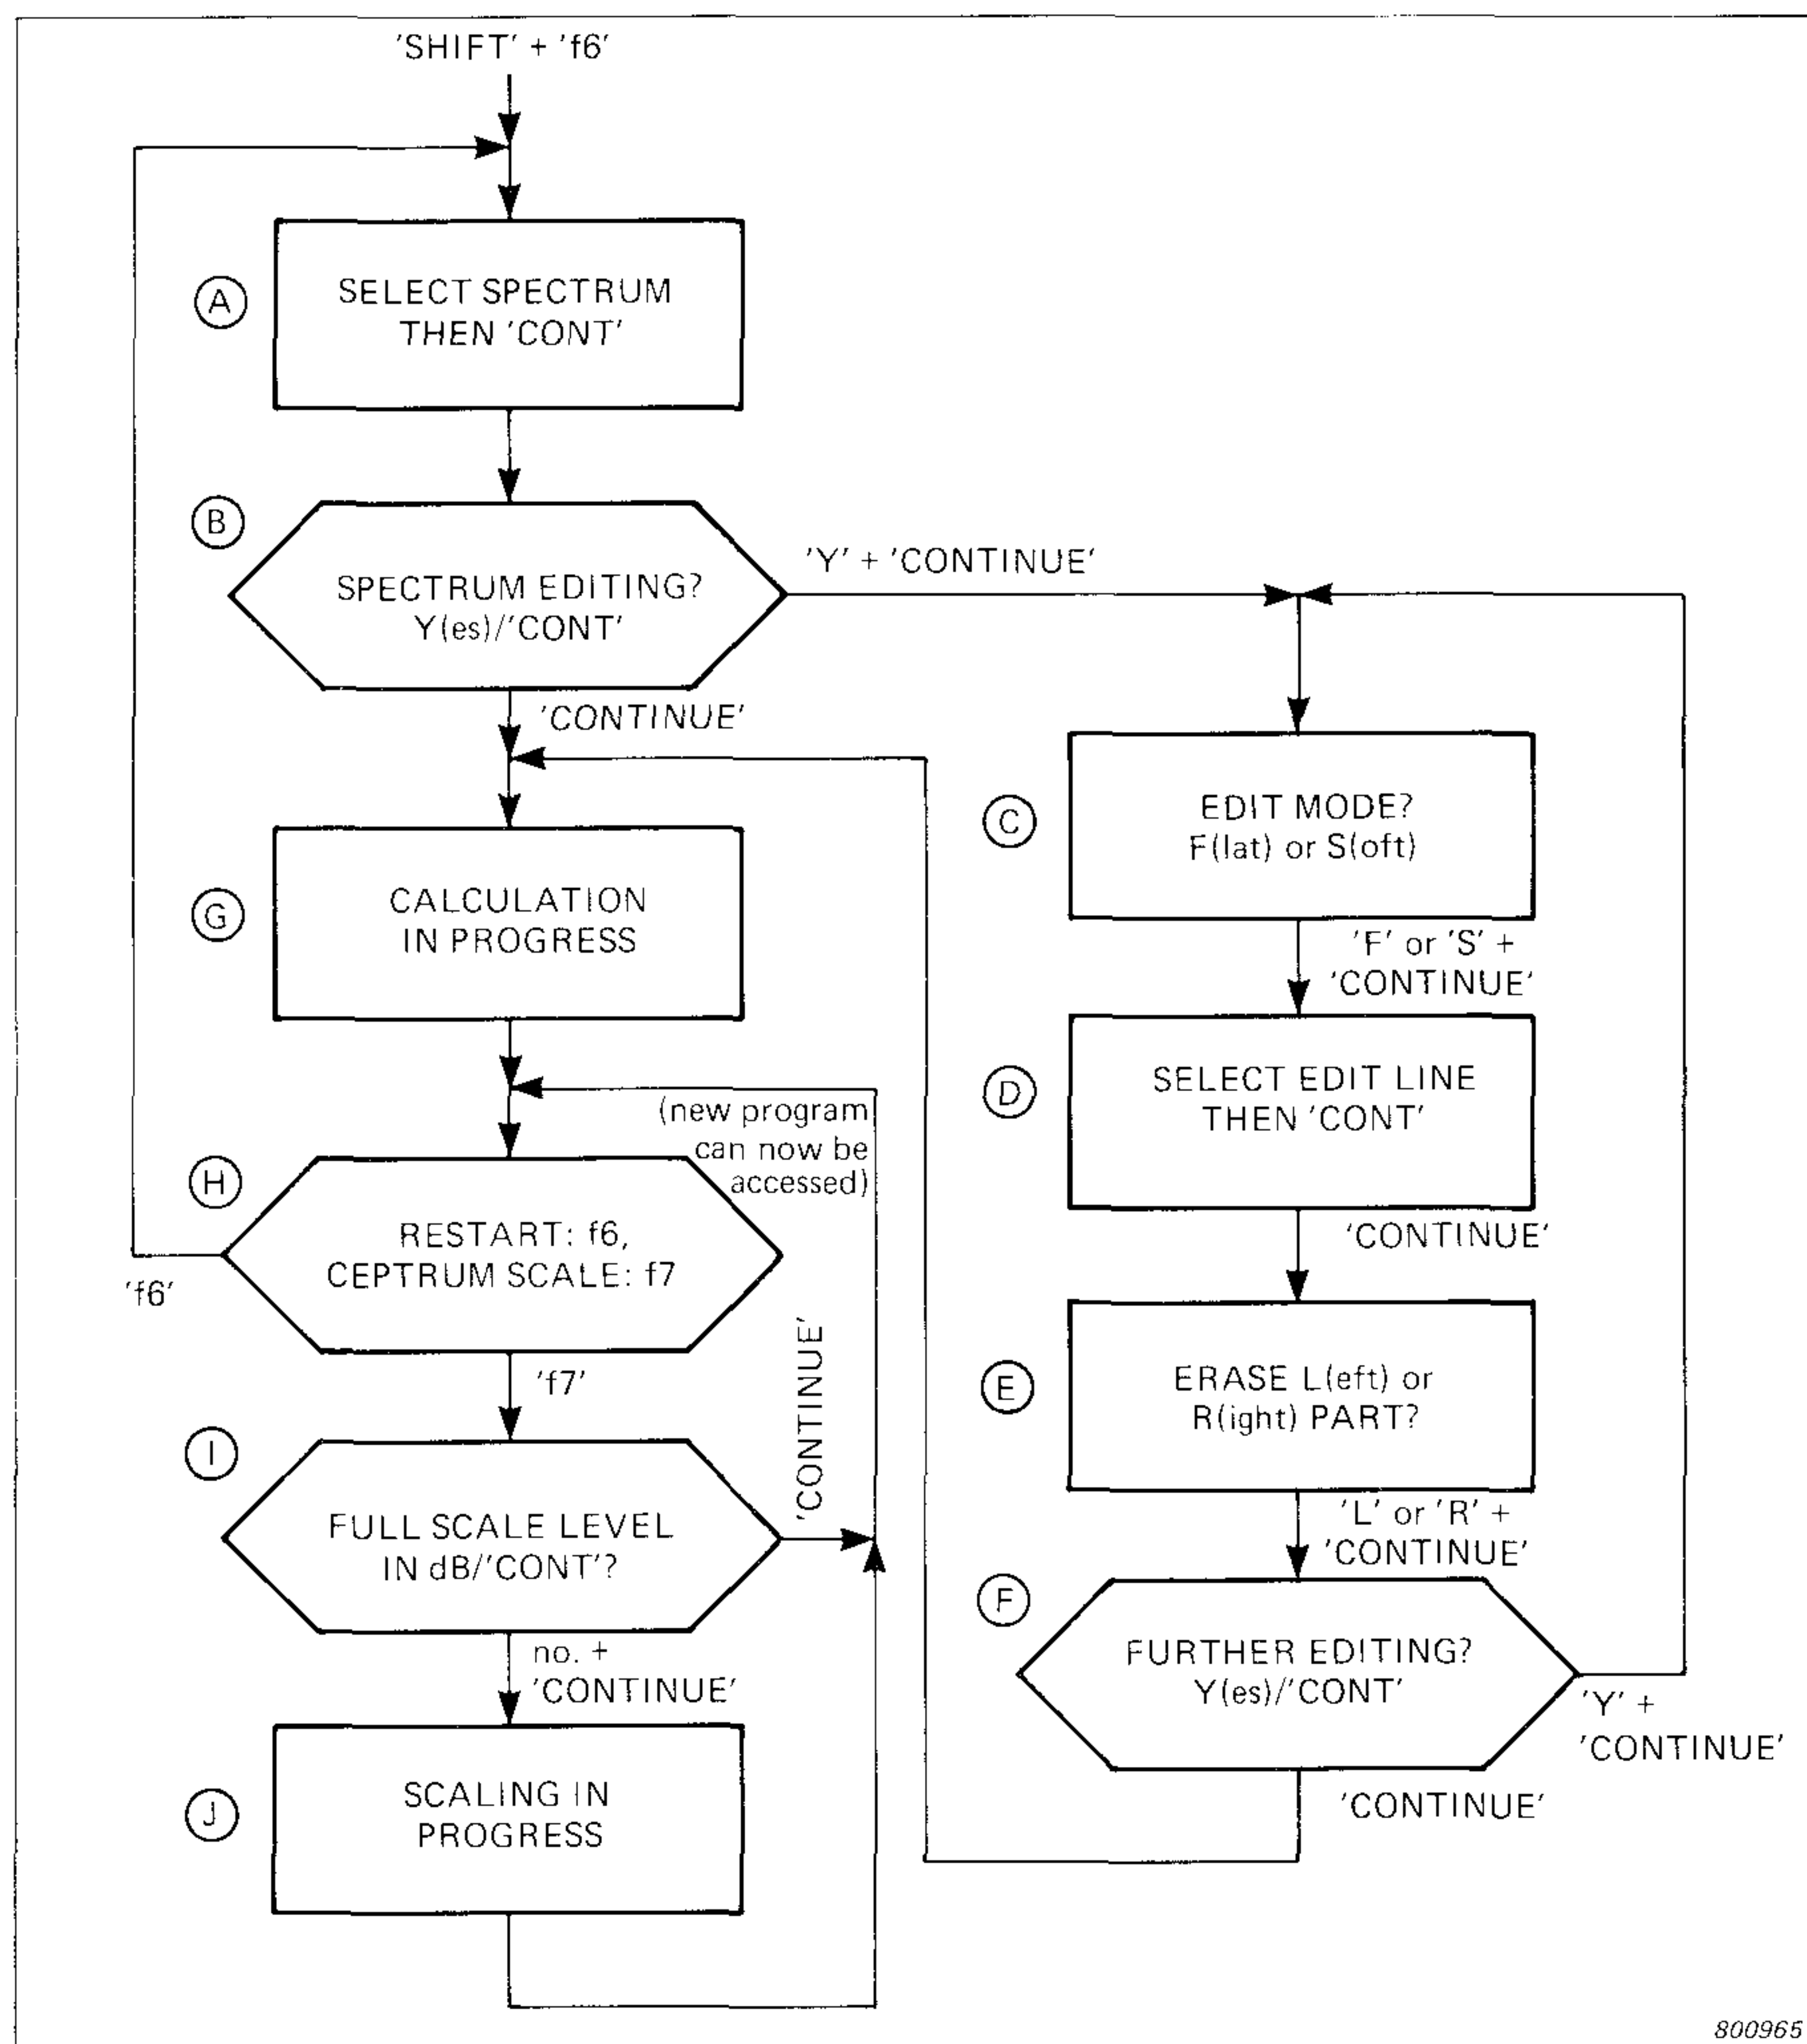 'SHIFT' + 'f6'
A
SELECT SPECTRUM
THEN 'CONT'
B
SPECTRUM EDITING?
Y(es)/'CONT'
'Y' + 'CONTINUE'
'CONTINUE'
G
CALCULATION
IN PROGRESS
(new program
can now be
accessed)
H
RESTART: f6,
CEPTRUM SCALE: f7
'f6'
'f7'
I
FULL SCALE LEVEL
IN dB/'CONT'?
'CONTINUE'
no. +
'CONTINUE'
J
SCALING IN
PROGRESS
C
EDIT MODE?
F(lat) or S(oft)
'F' or 'S' +
'CONTINUE'
D
SELECT EDIT LINE
THEN 'CONT'
'CONTINUE'
E
ERASE L(eft) or
R(ight) PART?
'L' or 'R' +
'CONTINUE'
F
FURTHER EDITING?
Y(es)/'CONT'
'Y' +
'CONTINUE'
'CONTINUE'
800965